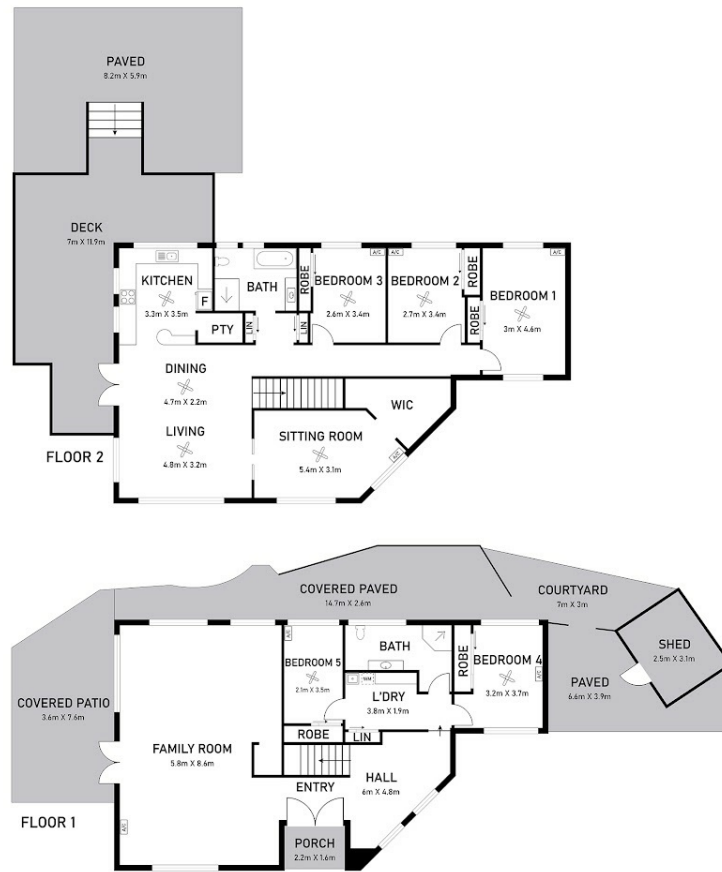 PAVED
8.2m X 5.9m
DECK
7m X 11.9m
KITCHEN
3.3m X 3.5m
F
PTY
BATH
LIN
LIN
ROBE
A/C
BEDROOM 3
2.6m X 3.4m
A/C
BEDROOM 2
2.7m X 3.4m
ROBE
ROBE
A/C
BEDROOM 1
3m X 4.6m
DINING
4.7m X 2.2m
LIVING
4.8m X 3.2m
WIC
SITTING ROOM
5.4m X 3.1m
A/C
FLOOR 2
COVERED PAVED
14.7m X 2.6m
COURTYARD
7m X 3m
SHED
2.5m X 3.1m
PAVED
6.6m X 3.9m
COVERED PATIO
3.6m X 7.6m
A/C
BEDROOM 5
2.1m X 3.5m
ROBE
BATH
WM
L'DRY
3.8m X 1.9m
LIN
ROBE
BEDROOM 4
3.2m X 3.7m
A/C
FAMILY ROOM
5.8m X 8.6m
HALL
6m X 4.8m
ENTRY
A/C
PORCH
2.2m X 1.6m
FLOOR 1